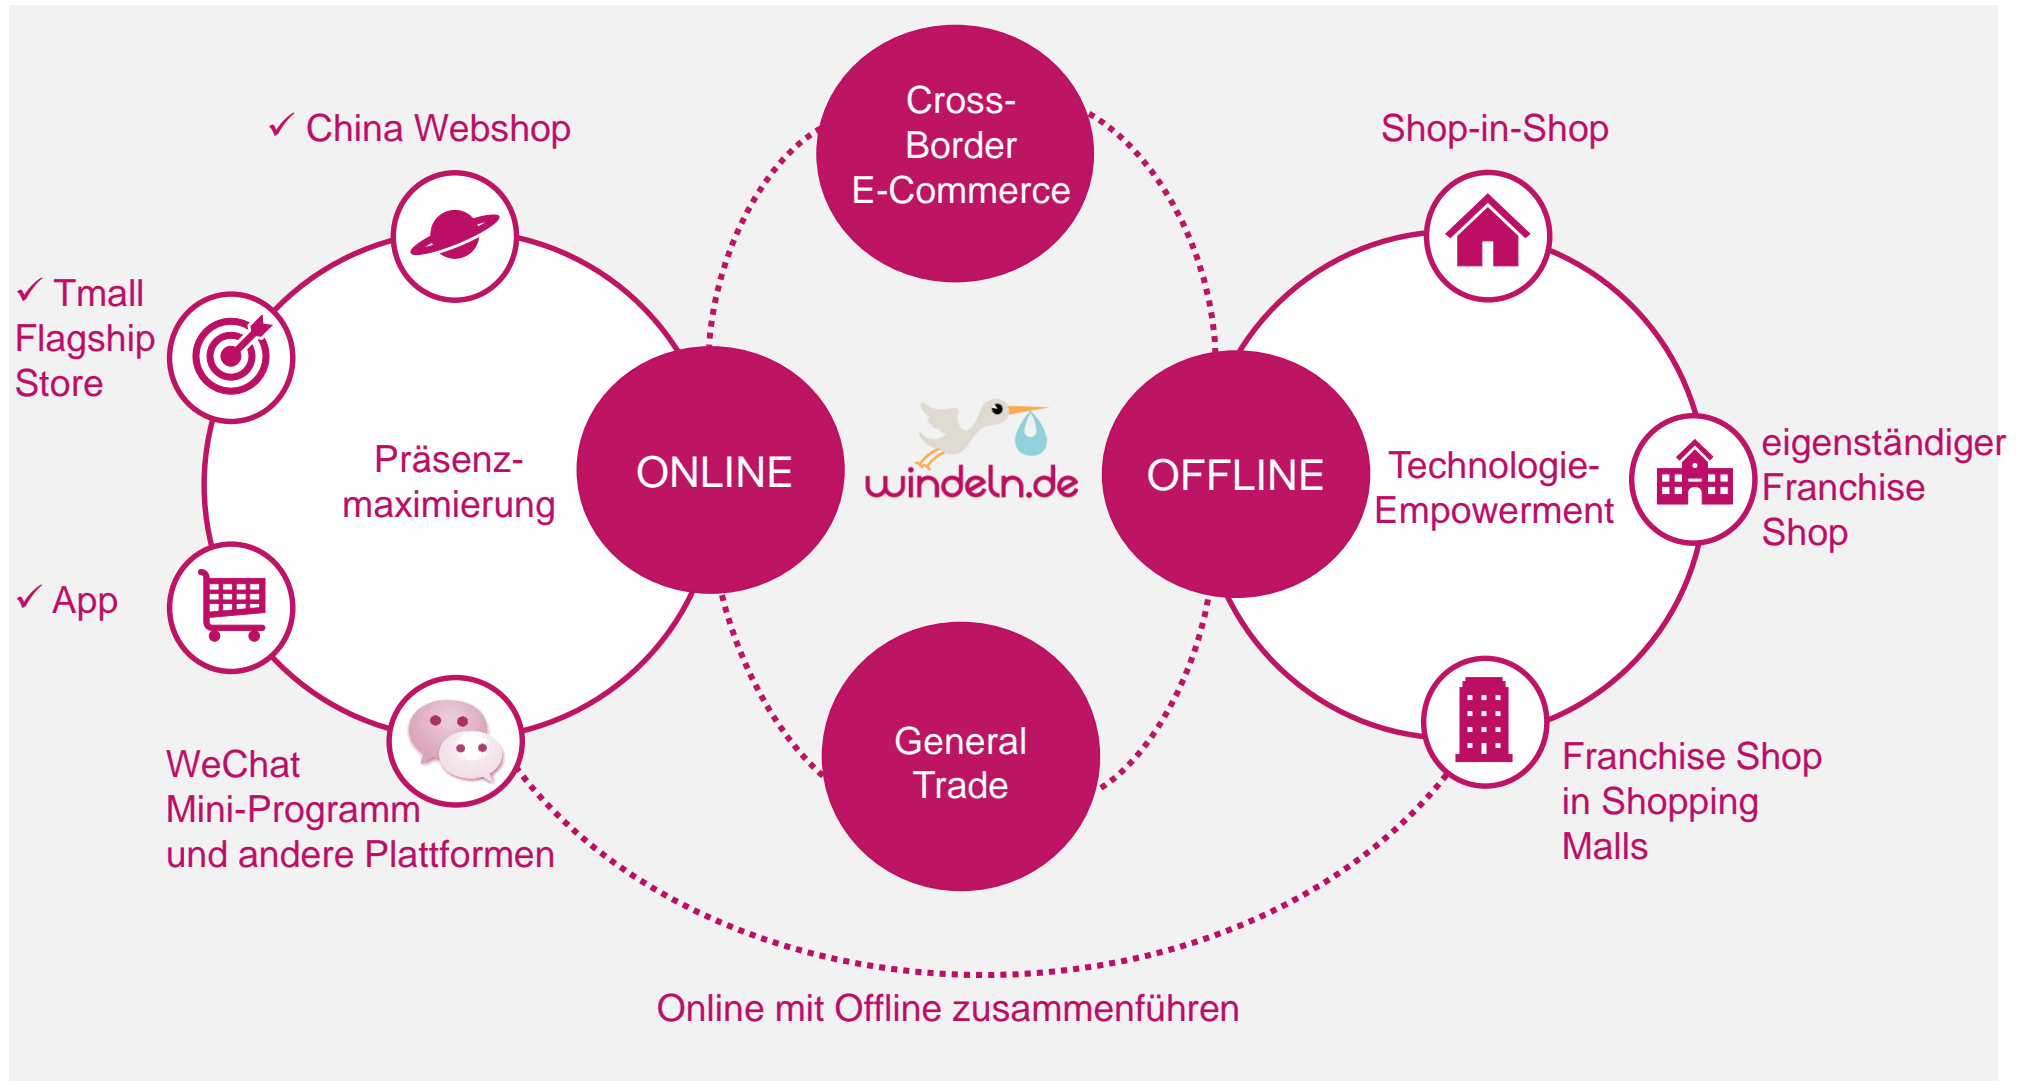 Cross-
Border
E-Commerce
✓ China Webshop
Shop-in-Shop
✓ Tmall
Flagship
Store
Präsenz-
maximierung
ONLINE
windeln.de
OFFLINE
Technologie-
Empowerment
eigenständiger
Franchise
Shop
✓ App
General
Trade
WeChat
Mini-Programm
und andere Plattformen
Franchise Shop
in Shopping
Malls
Online mit Offline zusammenführen